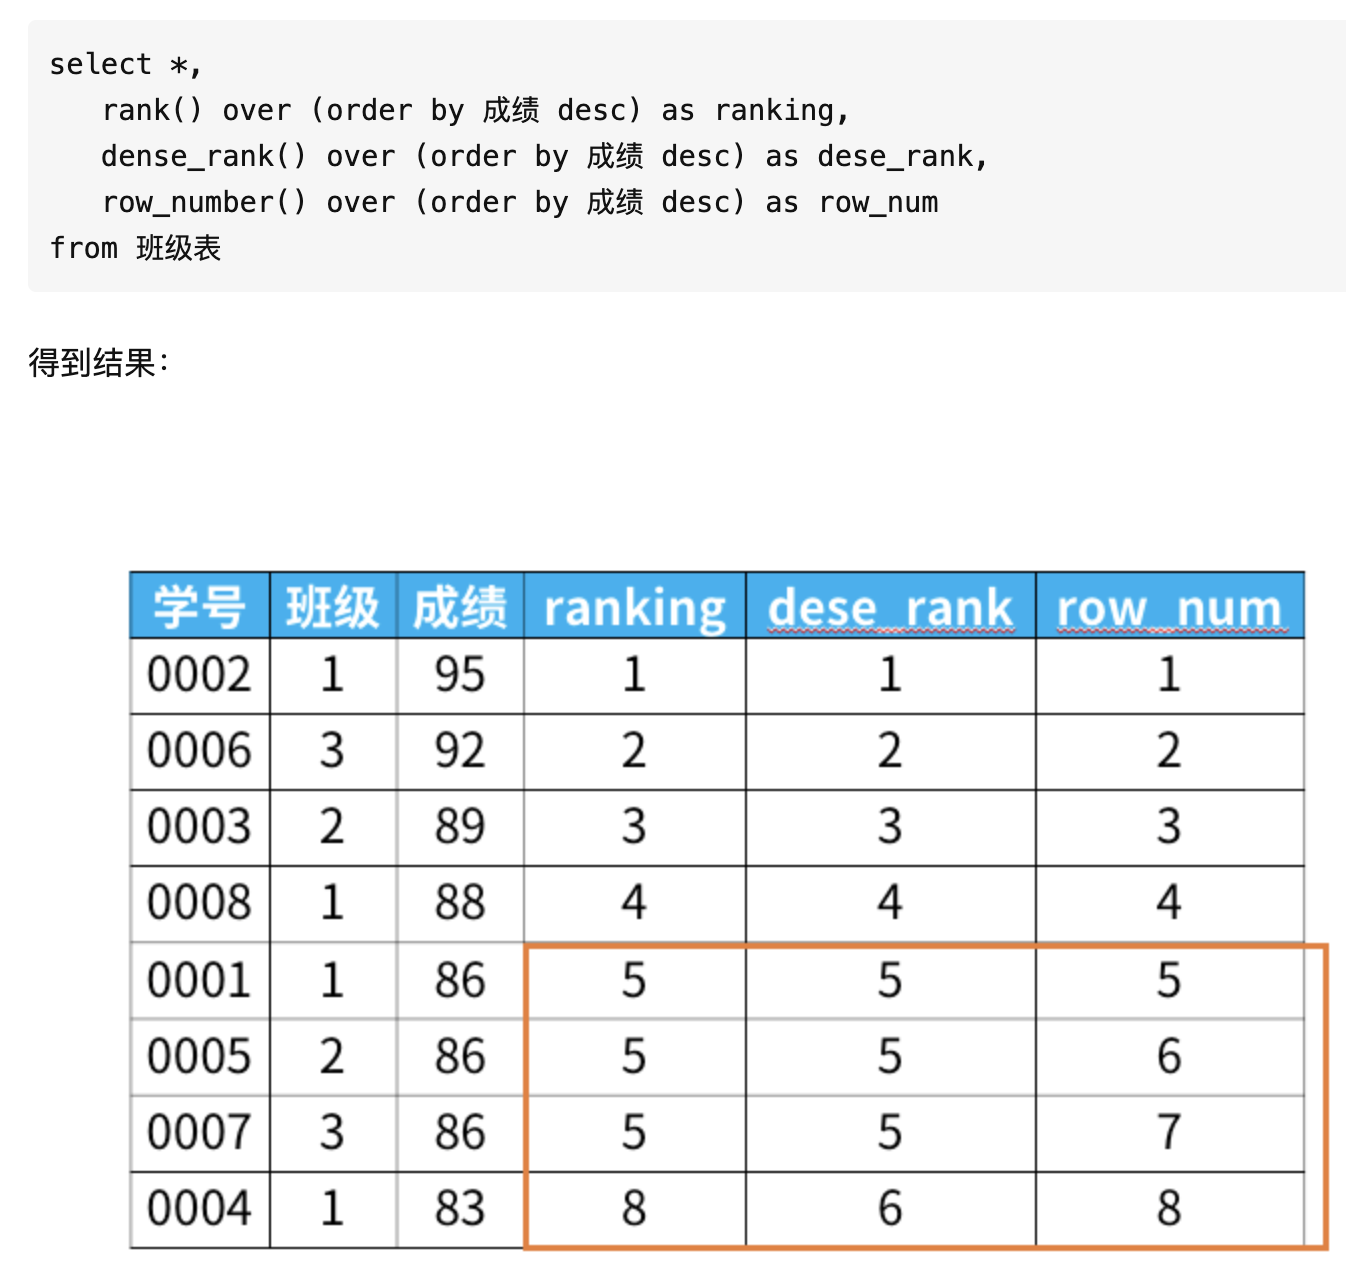 select *,
   rank() over (order by 成绩 desc) as ranking,
   dense_rank() over (order by 成绩 desc) as dese_rank,
   row_number() over (order by 成绩 desc) as row_num
from 班级表
得到结果：
学号 班级 成绩 ranking dese_rank row_num
0002 1 95 1 1 1
0006 3 92 2 2 2
0003 2 89 3 3 3
0008 1 88 4 4 4
0001 1 86 5 5 5
0005 2 86 5 5 6
0007 3 86 5 5 7
0004 1 83 8 6 8